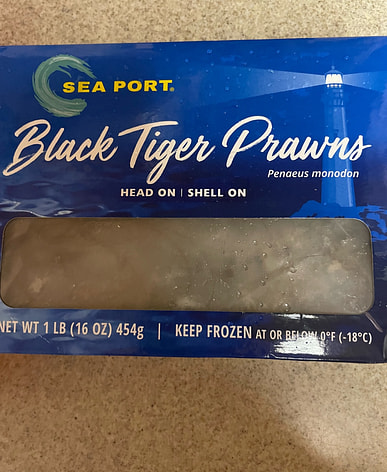 SEA PORT®
Black Tiger Prawns
Penaeus monodon
HEAD ON | SHELL ON
NET WT 1 LB (16 OZ) 454g | KEEP FROZEN AT OR BELOW 0°F (-18°C)